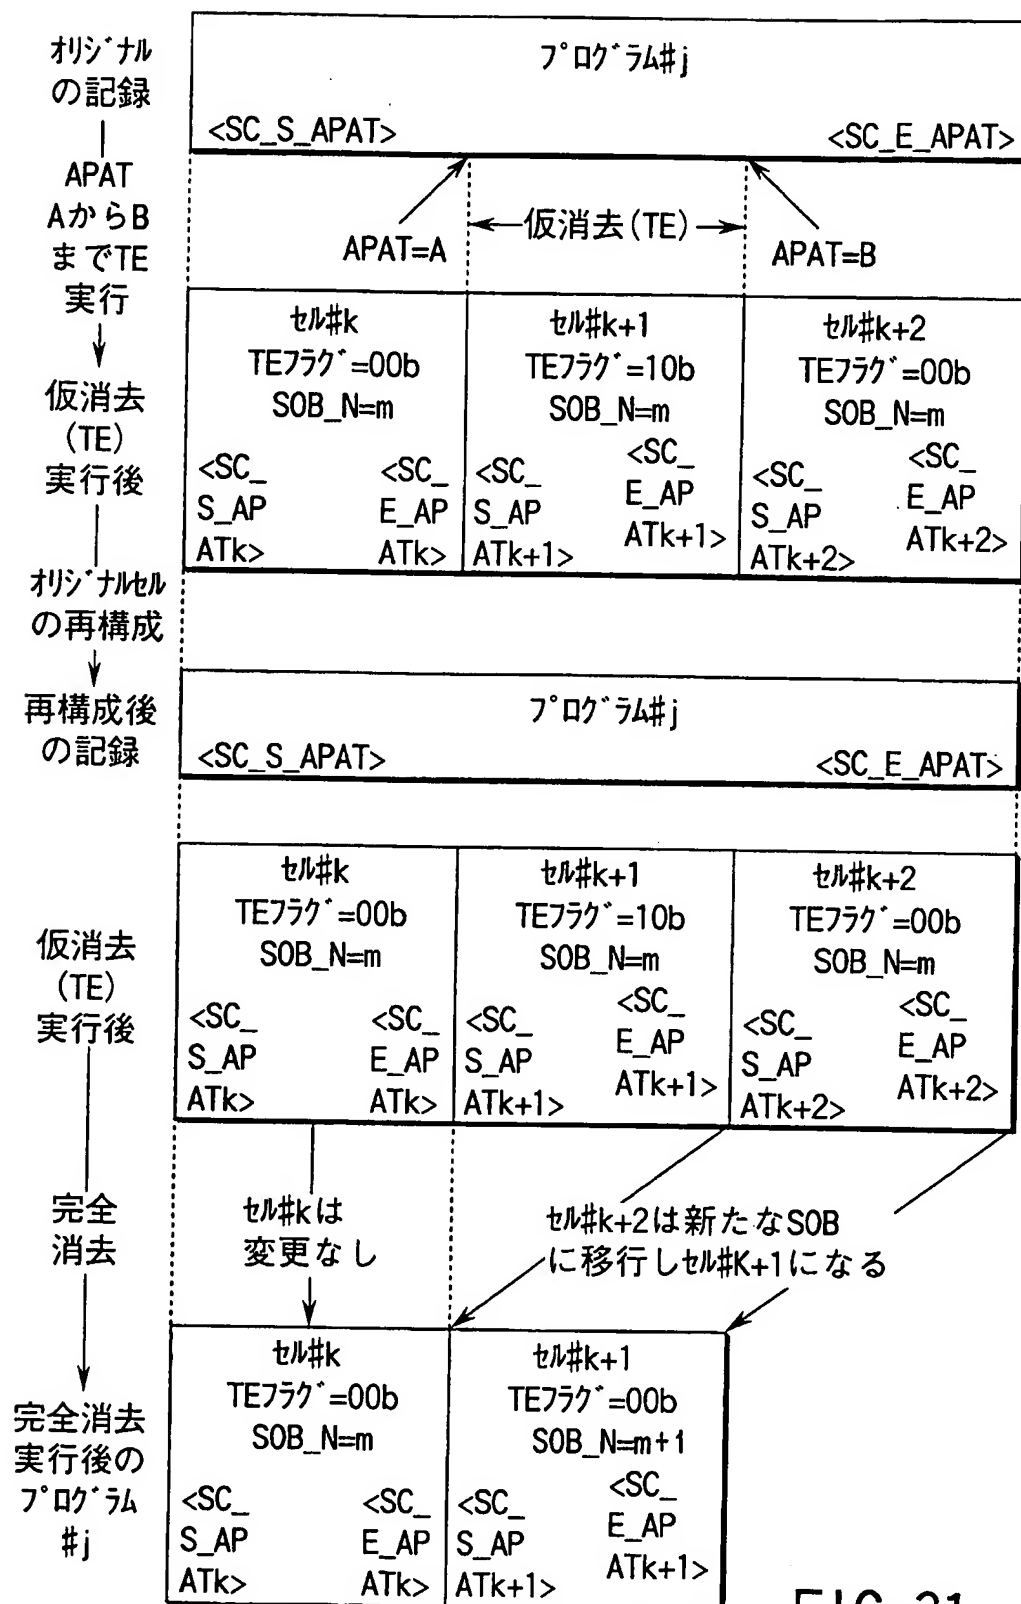 オリジナル
の記録
APAT
AからB
までTE
実行
仮消去
(TE)
実行後
オリジナルセル
の再構成
再構成後
の記録
仮消去
(TE)
実行後
完全
消去
完全消去
実行後の
プログラム
#j
プログラム#j
<SC_S_APAT>
<SC_E_APAT>
APAT=A
仮消去(TE)
APAT=B
セル#k
TEフラグ=00b
SOB_N=m
<SC_
S_AP
ATk>
<SC_
E_AP
ATk>
セル#k+1
TEフラグ=10b
SOB_N=m
<SC_
S_AP
ATk+1>
<SC_
E_AP
ATk+1>
セル#k+2
TEフラグ=00b
SOB_N=m
<SC_
S_AP
ATk+2>
<SC_
E_AP
ATk+2>
プログラム#j
<SC_S_APAT>
<SC_E_APAT>
セル#k
TEフラグ=00b
SOB_N=m
<SC_
S_AP
ATk>
<SC_
E_AP
ATk>
セル#k+1
TEフラグ=10b
SOB_N=m
<SC_
S_AP
ATk+1>
<SC_
E_AP
ATk+1>
セル#k+2
TEフラグ=00b
SOB_N=m
<SC_
S_AP
ATk+2>
<SC_
E_AP
ATk+2>
セル#kは
変更なし
セル#k+2は新たなSOB
に移行しセル#K+1になる
セル#k
TEフラグ=00b
SOB_N=m
<SC_
S_AP
ATk>
<SC_
E_AP
ATk>
セル#k+1
TEフラグ=00b
SOB_N=m+1
<SC_
S_AP
ATk+1>
<SC_
E_AP
ATk+1>